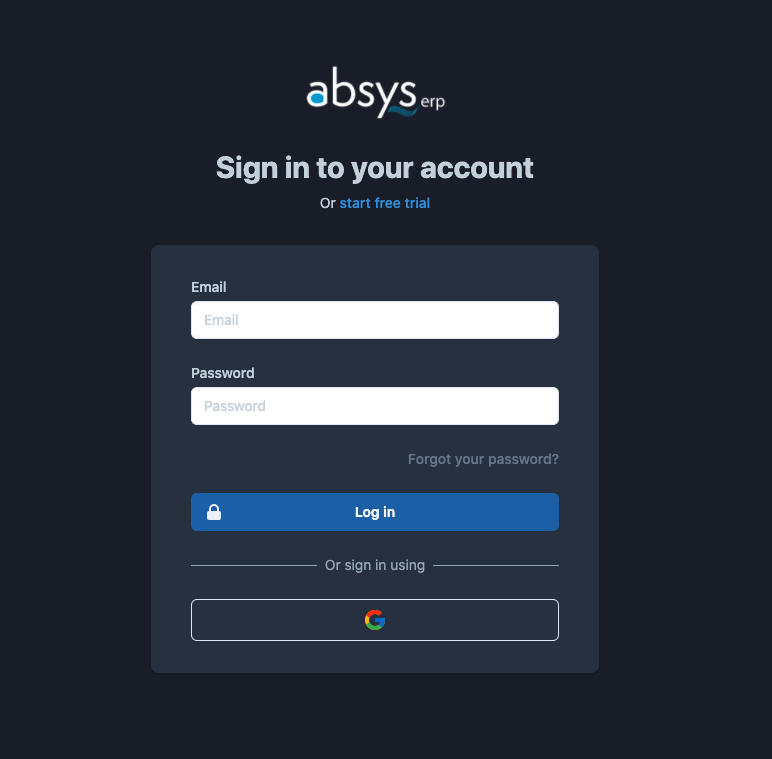 absys erp
Sign in to your account
Or start free trial
Email
Email
Password
Password
Forgot your password?
Log in
Or sign in using